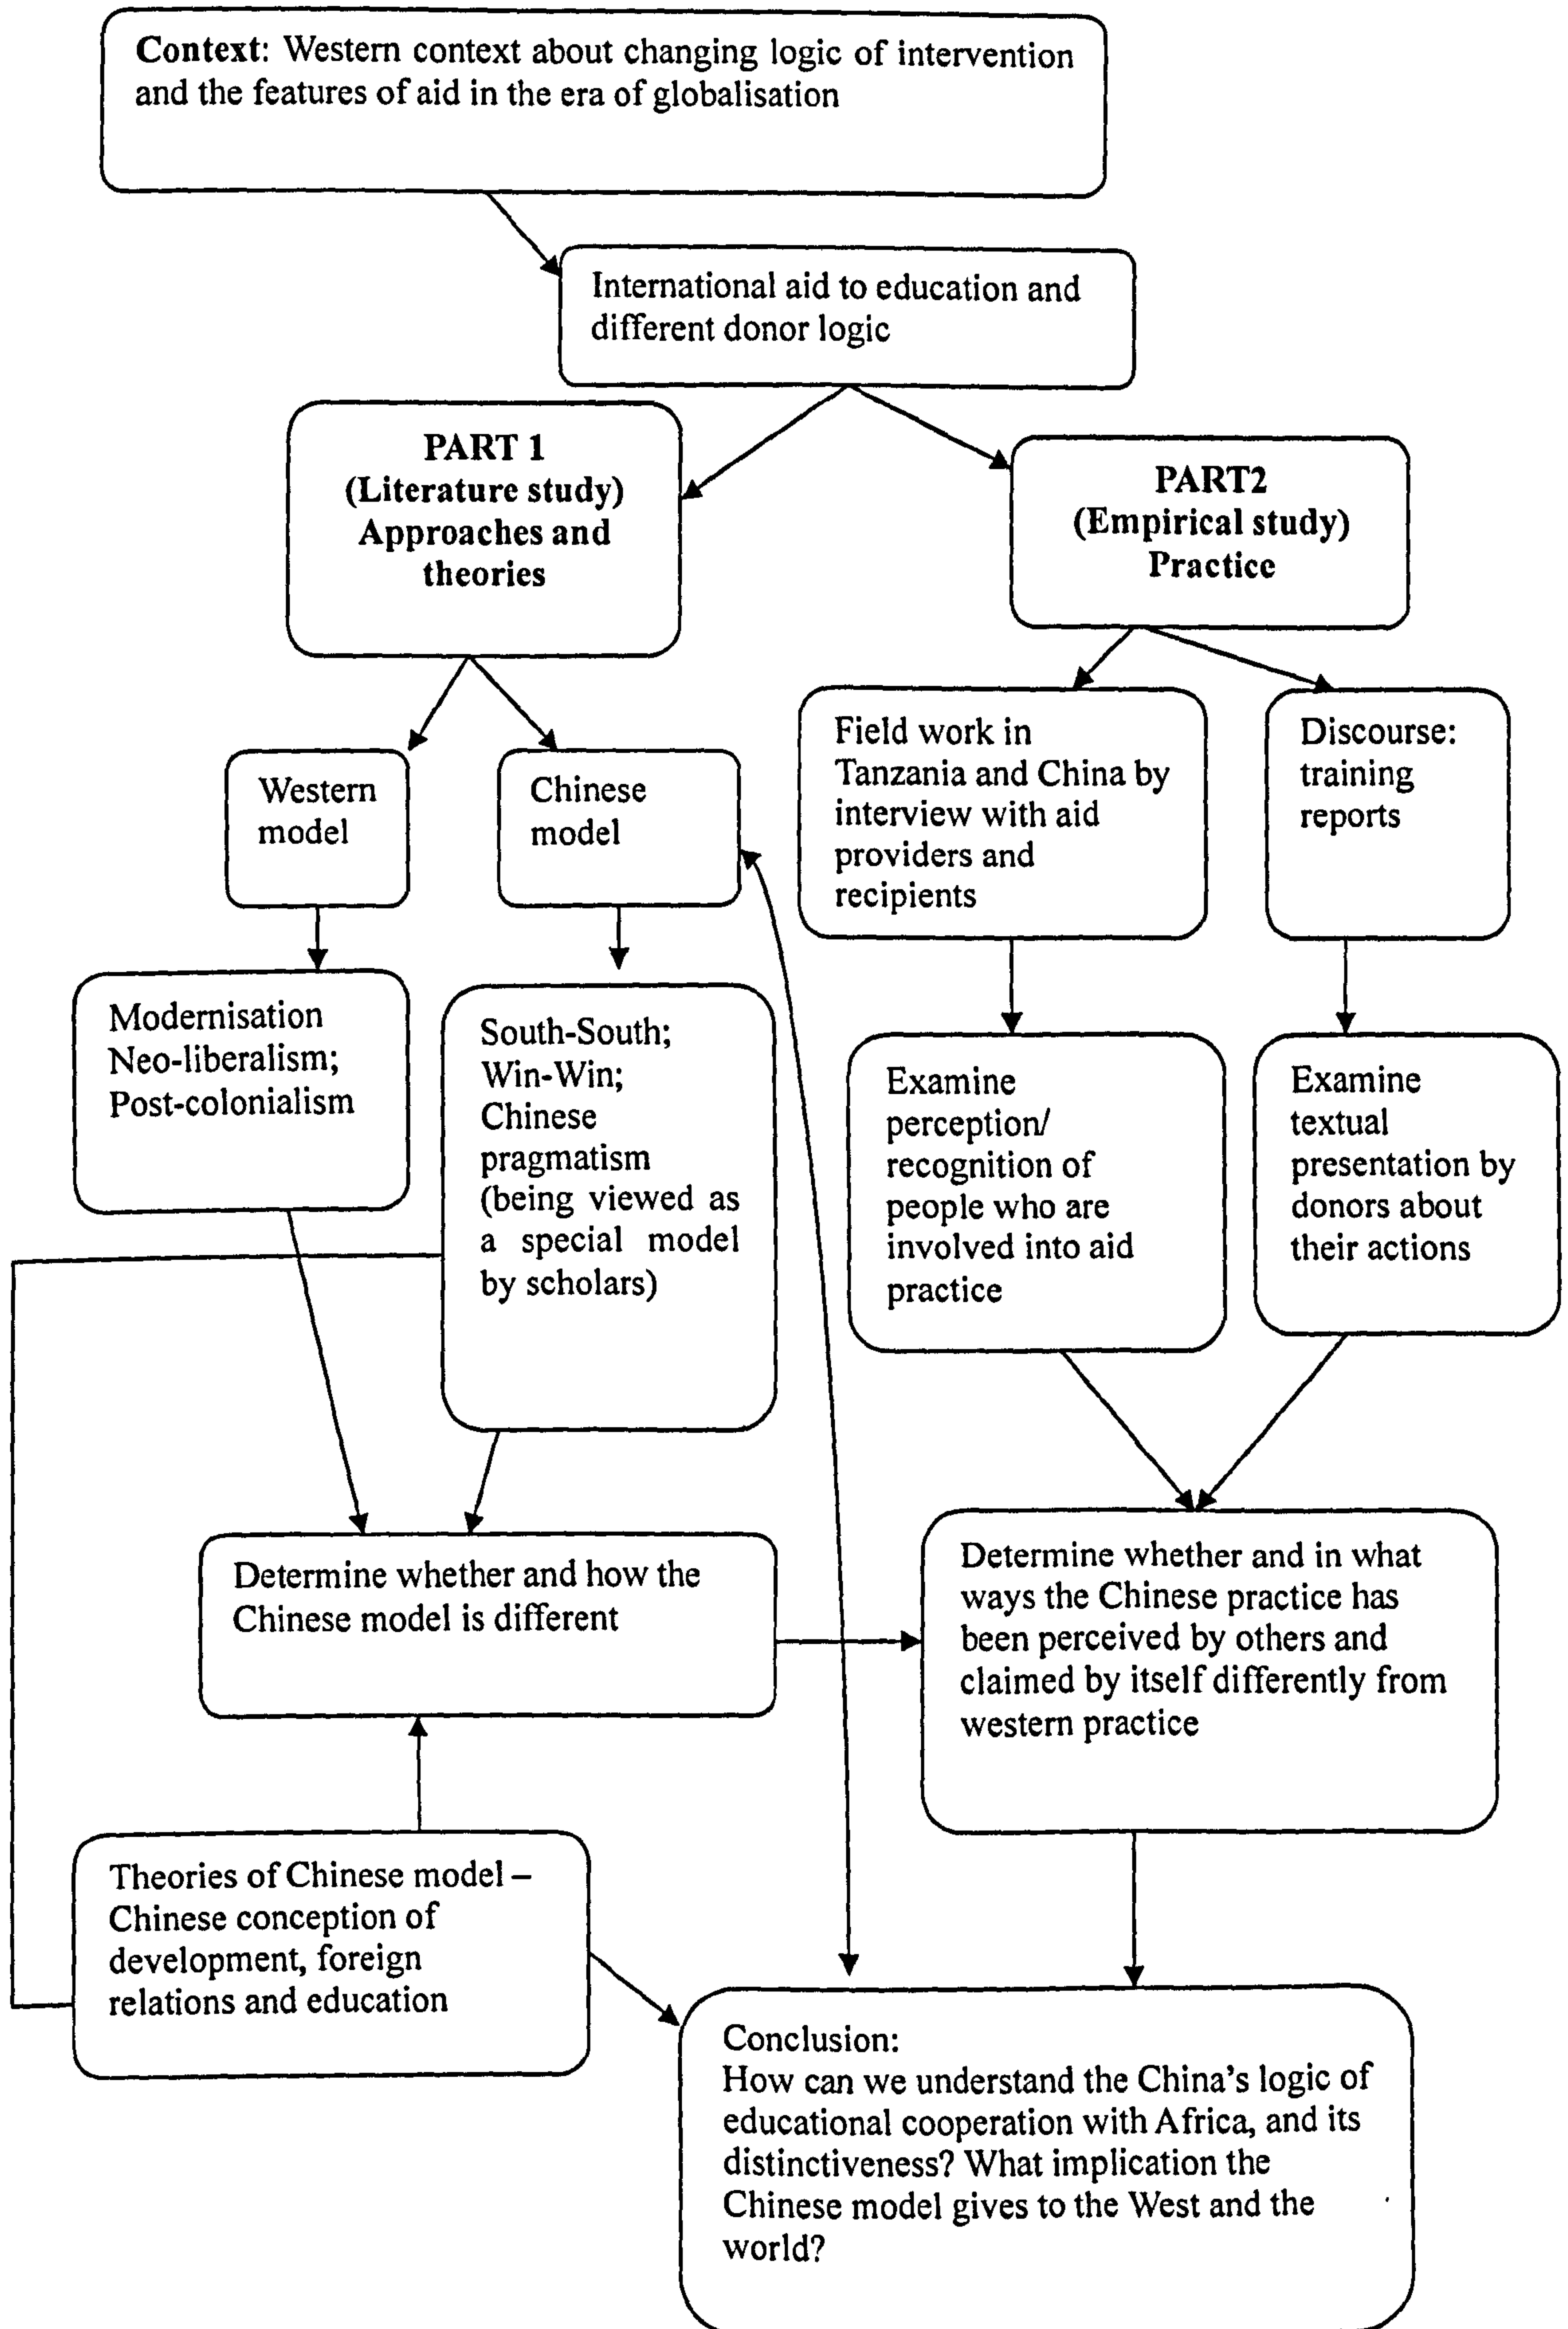 Context: Western context about changing logic of intervention
and the features of aid in the era of globalisation
International aid to education and
different donor logic
PART 1
(Literature study)
Approaches and
theories
PART2
(Empirical study)
Practice
Western
model
Chinese
model
Field work in
Tanzania and China by
interview with aid
providers and
recipients
Discourse:
training
reports
Modernisation
Neo-liberalism;
Post-colonialism
South-South;
Win-Win;
Chinese
pragmatism
(being viewed as
a special model
by scholars)
Examine
perception/
recognition of
people who are
involved into aid
practice
Examine
textual
presentation by
donors about
their actions
Determine whether and how the
Chinese model is different
Determine whether and in what
ways the Chinese practice has
been perceived by others and
claimed by itself differently from
western practice
Theories of Chinese model –
Chinese conception of
development, foreign
relations and education
Conclusion:
How can we understand the China's logic of
educational cooperation with Africa, and its
distinctiveness? What implication the
Chinese model gives to the West and the
world?